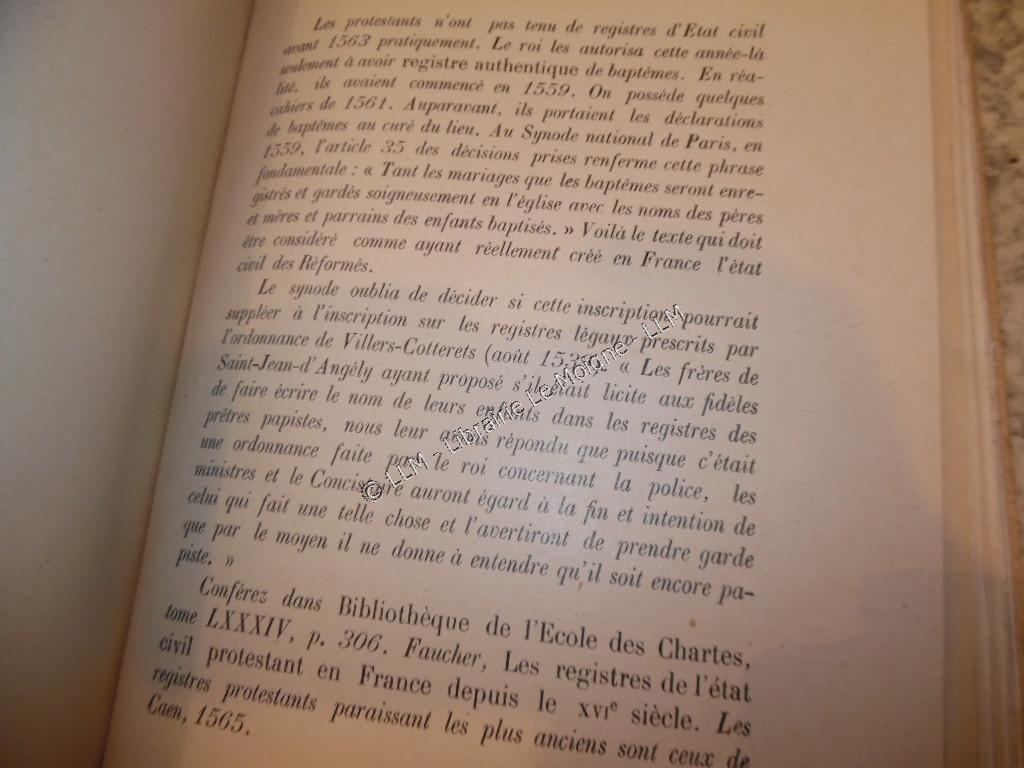 Les protestants n'ont pas tenu de registres d'Etat civil
avant 1563 pratiquement. Le roi les autorisa cette année-là
seulement à avoir registre authentique de baptêmes. En réa-
lité, ils avaient commencé en 1559. On possède quelques
cahiers de 1561. Auparavant, ils portaient les déclarations
de baptêmes au curé du lieu. Au Synode national de Paris, en
1559, l'article 35 des décisions prises renferme cette phrase
fondamentale : « Tant les mariages que les baptêmes seront enre-
gistrés et gardés soigneusement en l'église avec les noms des pères
et mères et parrains des enfants baptisés. » Voilà le texte qui doit
être considéré comme ayant réellement créé en France l'état
civil des Réformés.
Le synode oublia de décider si cette inscription pourrait
suppléer à l'inscription sur les registres légaux prescrits par
l'ordonnance de Villers-Cotterets (août « Les frères de
Saint-Jean-d'Angély ayant proposé s'il était licite aux fidèles
de faire écrire le nom de leurs enfants dans les registres des
prêtres papistes, nous leur avons répondu que puisque c'était
une ordonnance faite par le roi concernant la police, les
ministres et le Consistoire auront égard à la fin et intention de
celui qui fait une telle chose et l'avertiront de prendre garde
que par le moyen il ne donne à entendre qu'il soit encore pa-
piste. »
Conférez dans Bibliothèque de l'Ecole des Chartes,
tome LXXXIV, p. 306. Faucher, Les registres de l'état
civil protestant en France depuis le XVIe siècle. Les
registres protestants paraissant les plus anciens sont ceux de
Caen, 1565.
© LLM - Librairie Le Moigne - LLM